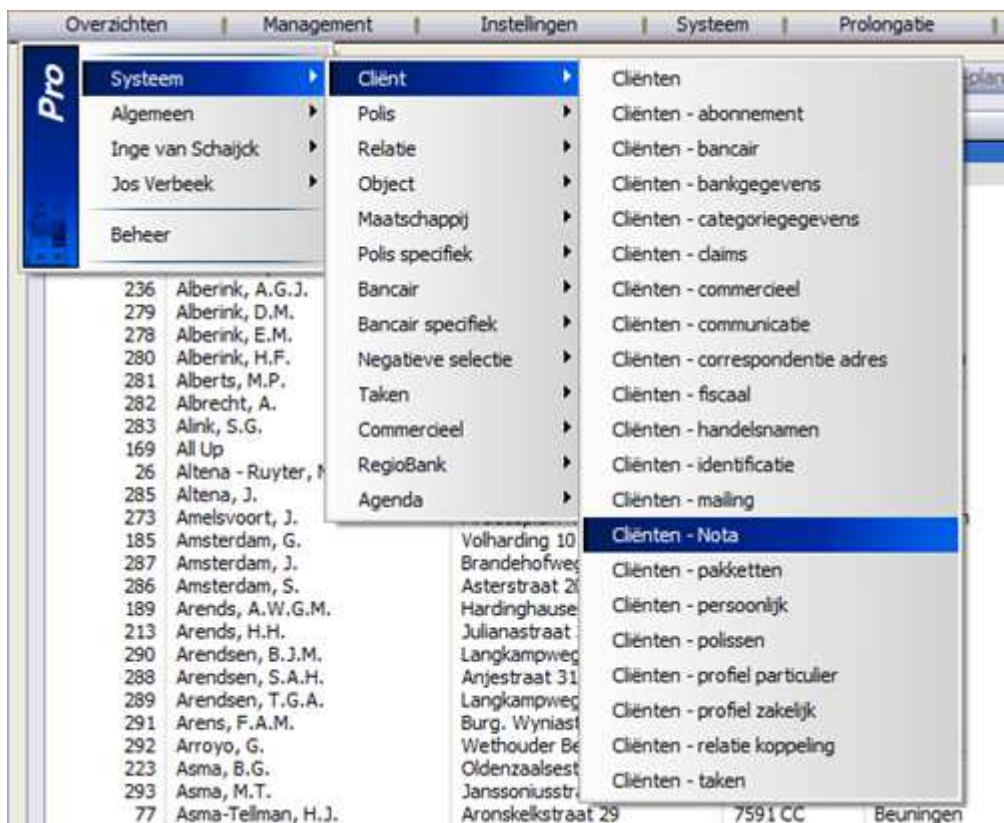 Overzichten Management Instellingen Systeem Prolongatie
Pro
Systeem
Algemeen
Inge van Schaijck
Jos Verbeek
Beheer
Cliënt
Polis
Relatie
Object
Maatschappij
Polis specifiek
Bancair
Bancair specifiek
Negatieve selectie
Taken
Commercieel
RegioBank
Agenda
Cliënten
Cliënten - abonnement
Cliënten - bancair
Cliënten - bankgegevens
Cliënten - categoriegegevens
Cliënten - claims
Cliënten - commercieel
Cliënten - communicatie
Cliënten - correspondentie adres
Cliënten - fiscaal
Cliënten - handelsnamen
Cliënten - identificatie
Cliënten - mailing
Cliënten - Nota
Cliënten - pakketten
Cliënten - persoonlijk
Cliënten - polissen
Cliënten - profiel particulier
Cliënten - profiel zakelijk
Cliënten - relatie koppeling
Cliënten - taken
236 Alberink, A.G.J.
279 Alberink, D.M.
278 Alberink, E.M.
280 Alberink, H.F.
281 Alberts, M.P.
282 Albrecht, A.
283 Alink, S.G.
169 All Up
26 Altena - Ruyter,
285 Altena, J.
273 Amelsvoort, J.
185 Amsterdam, G. Volharding 10
287 Amsterdam, J. Brandehofweg
286 Amsterdam, S. Asterstraat
189 Arends, A.W.G.M. Hardinghause
213 Arends, H.H. Julianastraat
290 Arendsen, B.J.M. Langkampweg
288 Arendsen, S.A.H. Anjestraat 31
289 Arendsen, T.G.A. Langkampweg
291 Arens, F.A.M. Burg. Wyniast
292 Arroyo, G. Wethouder Be
223 Asma, B.G. Oldenzaalsest
293 Asma, M.T. Janssoniusstr
77 Asma-Tellman, H.J. Aronskelkstraat 29 7591 CC Beuningen